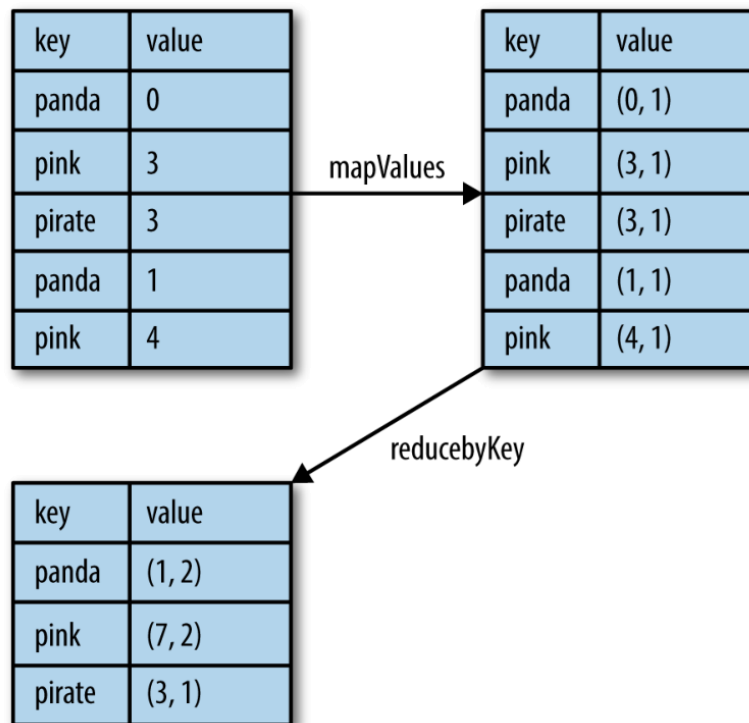 key value
panda 0
pink 3
pirate 3
panda 1
pink 4
mapValues
key value
panda (0, 1)
pink (3, 1)
pirate (3, 1)
panda (1, 1)
pink (4, 1)
reducebyKey
key value
panda (1, 2)
pink (7, 2)
pirate (3, 1)